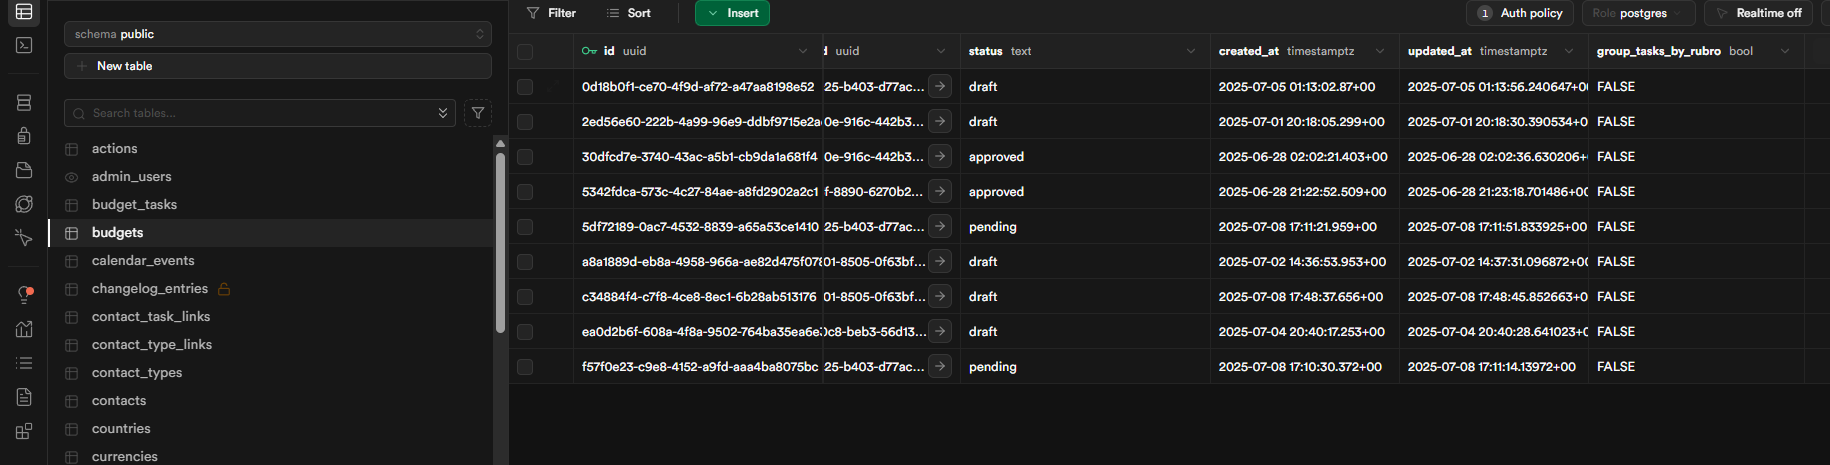 schema public
New table
Search tables...
actions
admin_users
budget_tasks
budgets
calendar_events
changelog_entries
contact_task_links
contact_type_links
contact_types
contacts
countries
currencies
Filter Sort Insert 1 Auth policy Role postgres Realtime off
id uuid d uuid status text created_at timestamptz updated_at timestamptz group_tasks_by_rubro bool
0d18b0f1-ce70-4f9d-af72-a47aa8198e52 25-b403-d77ac... draft 2025-07-05 01:13:02.87+00 2025-07-05 01:13:56.240647+0 FALSE
2ed56e60-222b-4a99-96e9-ddbf9715e2a 0e-916c-442b3... draft 2025-07-01 20:18:05.299+00 2025-07-01 20:18:30.390534+0 FALSE
30dfcd7e-3740-43ac-a5b1-cb9da1a681f4 0e-916c-442b3... approved 2025-06-28 02:02:21.403+00 2025-06-28 02:02:36.630206+ FALSE
5342fdca-573c-4c27-84ae-a8fd2902a2c1 f-8890-6270b2... approved 2025-06-28 21:22:52.509+00 2025-06-28 21:23:18.701486+00 FALSE
5df72189-0ac7-4532-8839-a65a53ce1410 25-b403-d77ac... pending 2025-07-08 17:11:21.959+00 2025-07-08 17:11:51.833925+00 FALSE
a8a1889d-eb8a-4958-966a-ae82d475f078 01-8505-0f63bf... draft 2025-07-02 14:36:53.953+00 2025-07-02 14:37:31.096872+0 FALSE
c34884f4-c7f8-4ce8-8ec1-6b28ab513176 01-8505-0f63bf... draft 2025-07-08 17:48:37.656+00 2025-07-08 17:48:45.852663+0 FALSE
ea0d2b6f-608a-4f8a-9502-764ba35ea6e 0c8-beb3-56d13... draft 2025-07-04 20:40:17.253+00 2025-07-04 20:40:28.641023+0 FALSE
f57f0e23-c9e8-4152-a9fd-aaa4ba8075bc 25-b403-d77ac... pending 2025-07-08 17:10:30.372+00 2025-07-08 17:11:14.13972+00 FALSE